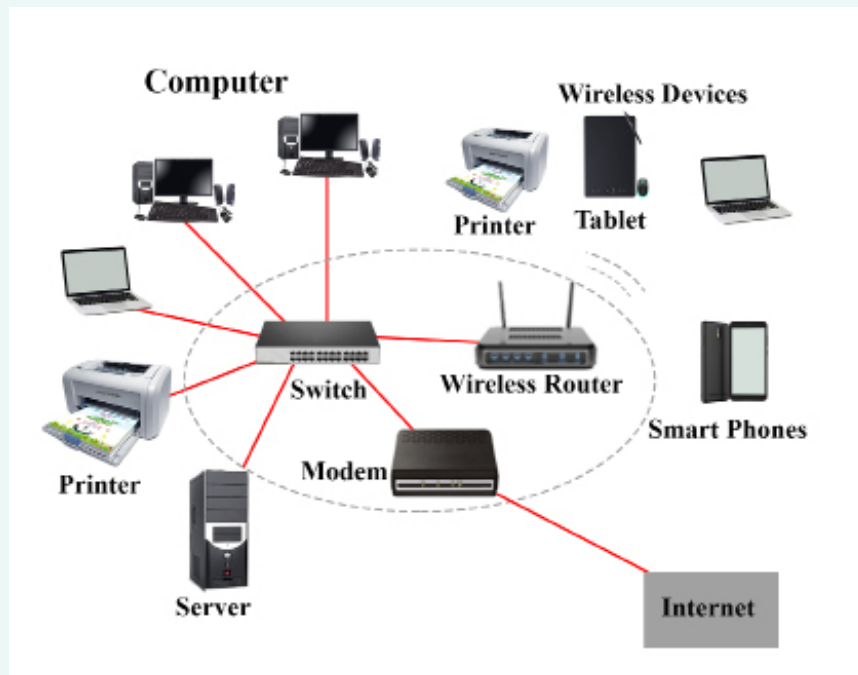 Computer
Wireless Devices
Printer
Tablet
Switch
Wireless Router
Smart Phones
Printer
Modem
Server
Internet